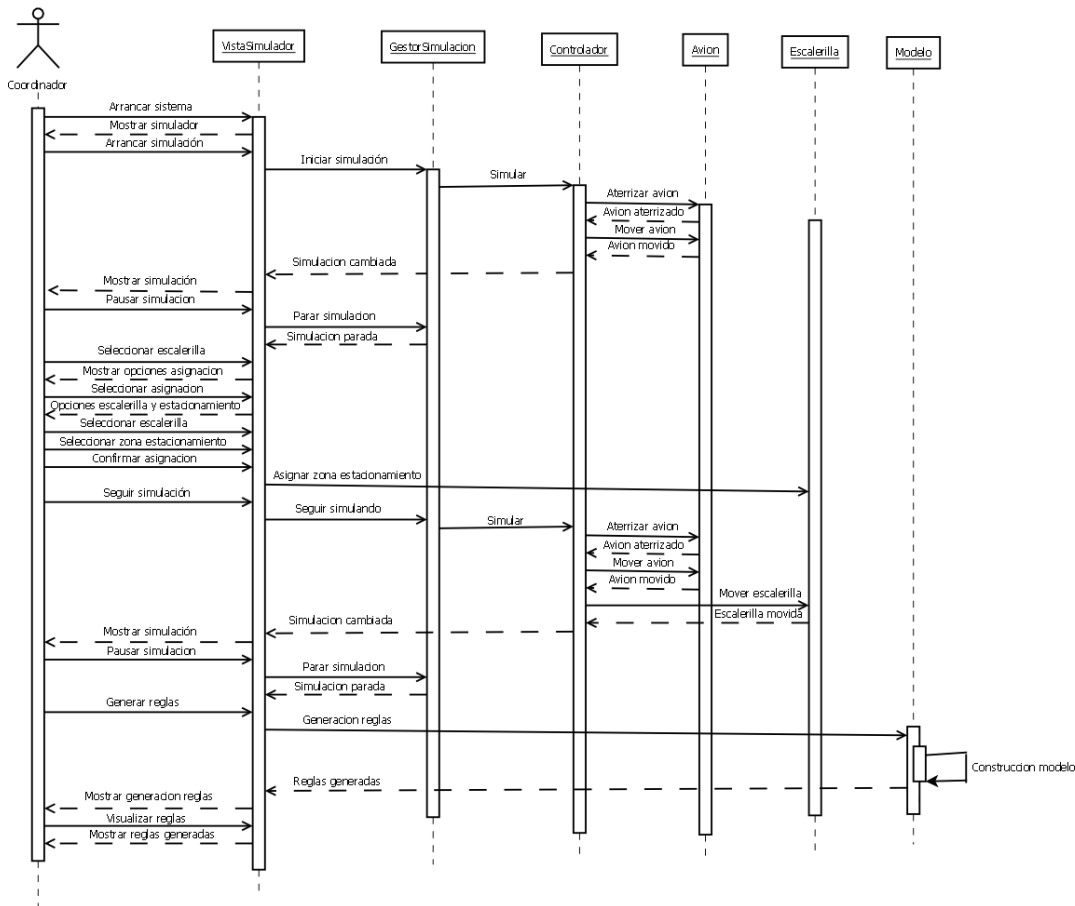 Coordinador
VistaSimulador
GestorSimulacion
Controlador
Avion
Escalerilla
Modelo
Arrancar sistema
Mostrar simulador
Arrancar simulación
Iniciar simulación
Simular
Aterrizar avion
Avion aterrizado
Mover avion
Avion movido
Simulacion cambiada
Mostrar simulación
Pausar simulacion
Parar simulacion
Simulacion parada
Seleccionar escalerilla
Mostrar opciones asignacion
Seleccionar asignacion
Opciones escalerilla y estacionamiento
Seleccionar escalerilla
Seleccionar zona estacionamiento
Confirmar asignacion
Asignar zona estacionamiento
Seguir simulación
Seguir simulando
Simular
Aterrizar avion
Avion aterrizado
Mover avion
Avion movido
Mover escalerilla
Escalerilla movida
Simulacion cambiada
Mostrar simulación
Pausar simulacion
Parar simulacion
Simulacion parada
Generar reglas
Generacion reglas
Construccion modelo
Reglas generadas
Mostrar generacion reglas
Visualizar reglas
Mostrar reglas generadas